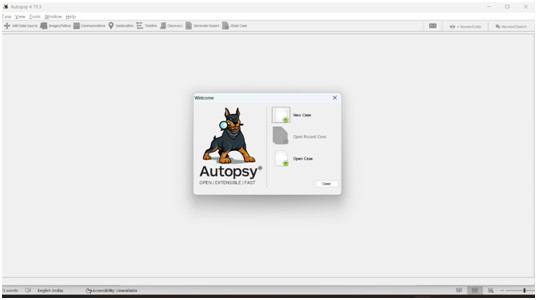 Autopsy 4.19.3
Case View Tools Window Help
Add Data Source Images/Videos Communications Geolocation Timeline Discovery Generate Report Close Case
Keyword Lists Keyword Search
Welcome
New Case
Open Recent Case
Open Case
Autopsy®
OPEN | EXTENSIBLE | FAST
Close
words English (India) Accessibility: Unavailable